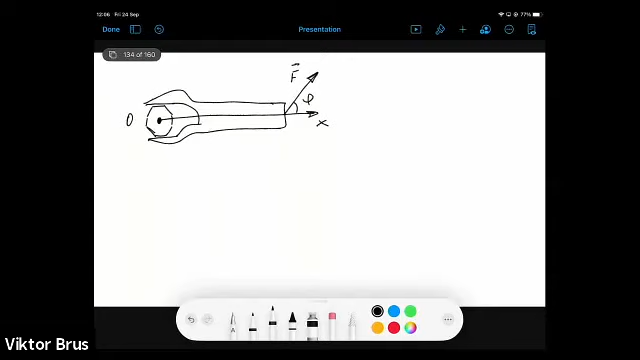 12:06 Fri 24 Sep
77%
Done
Presentation
134 of 160
F
φ
O
x
A
Viktor Brus